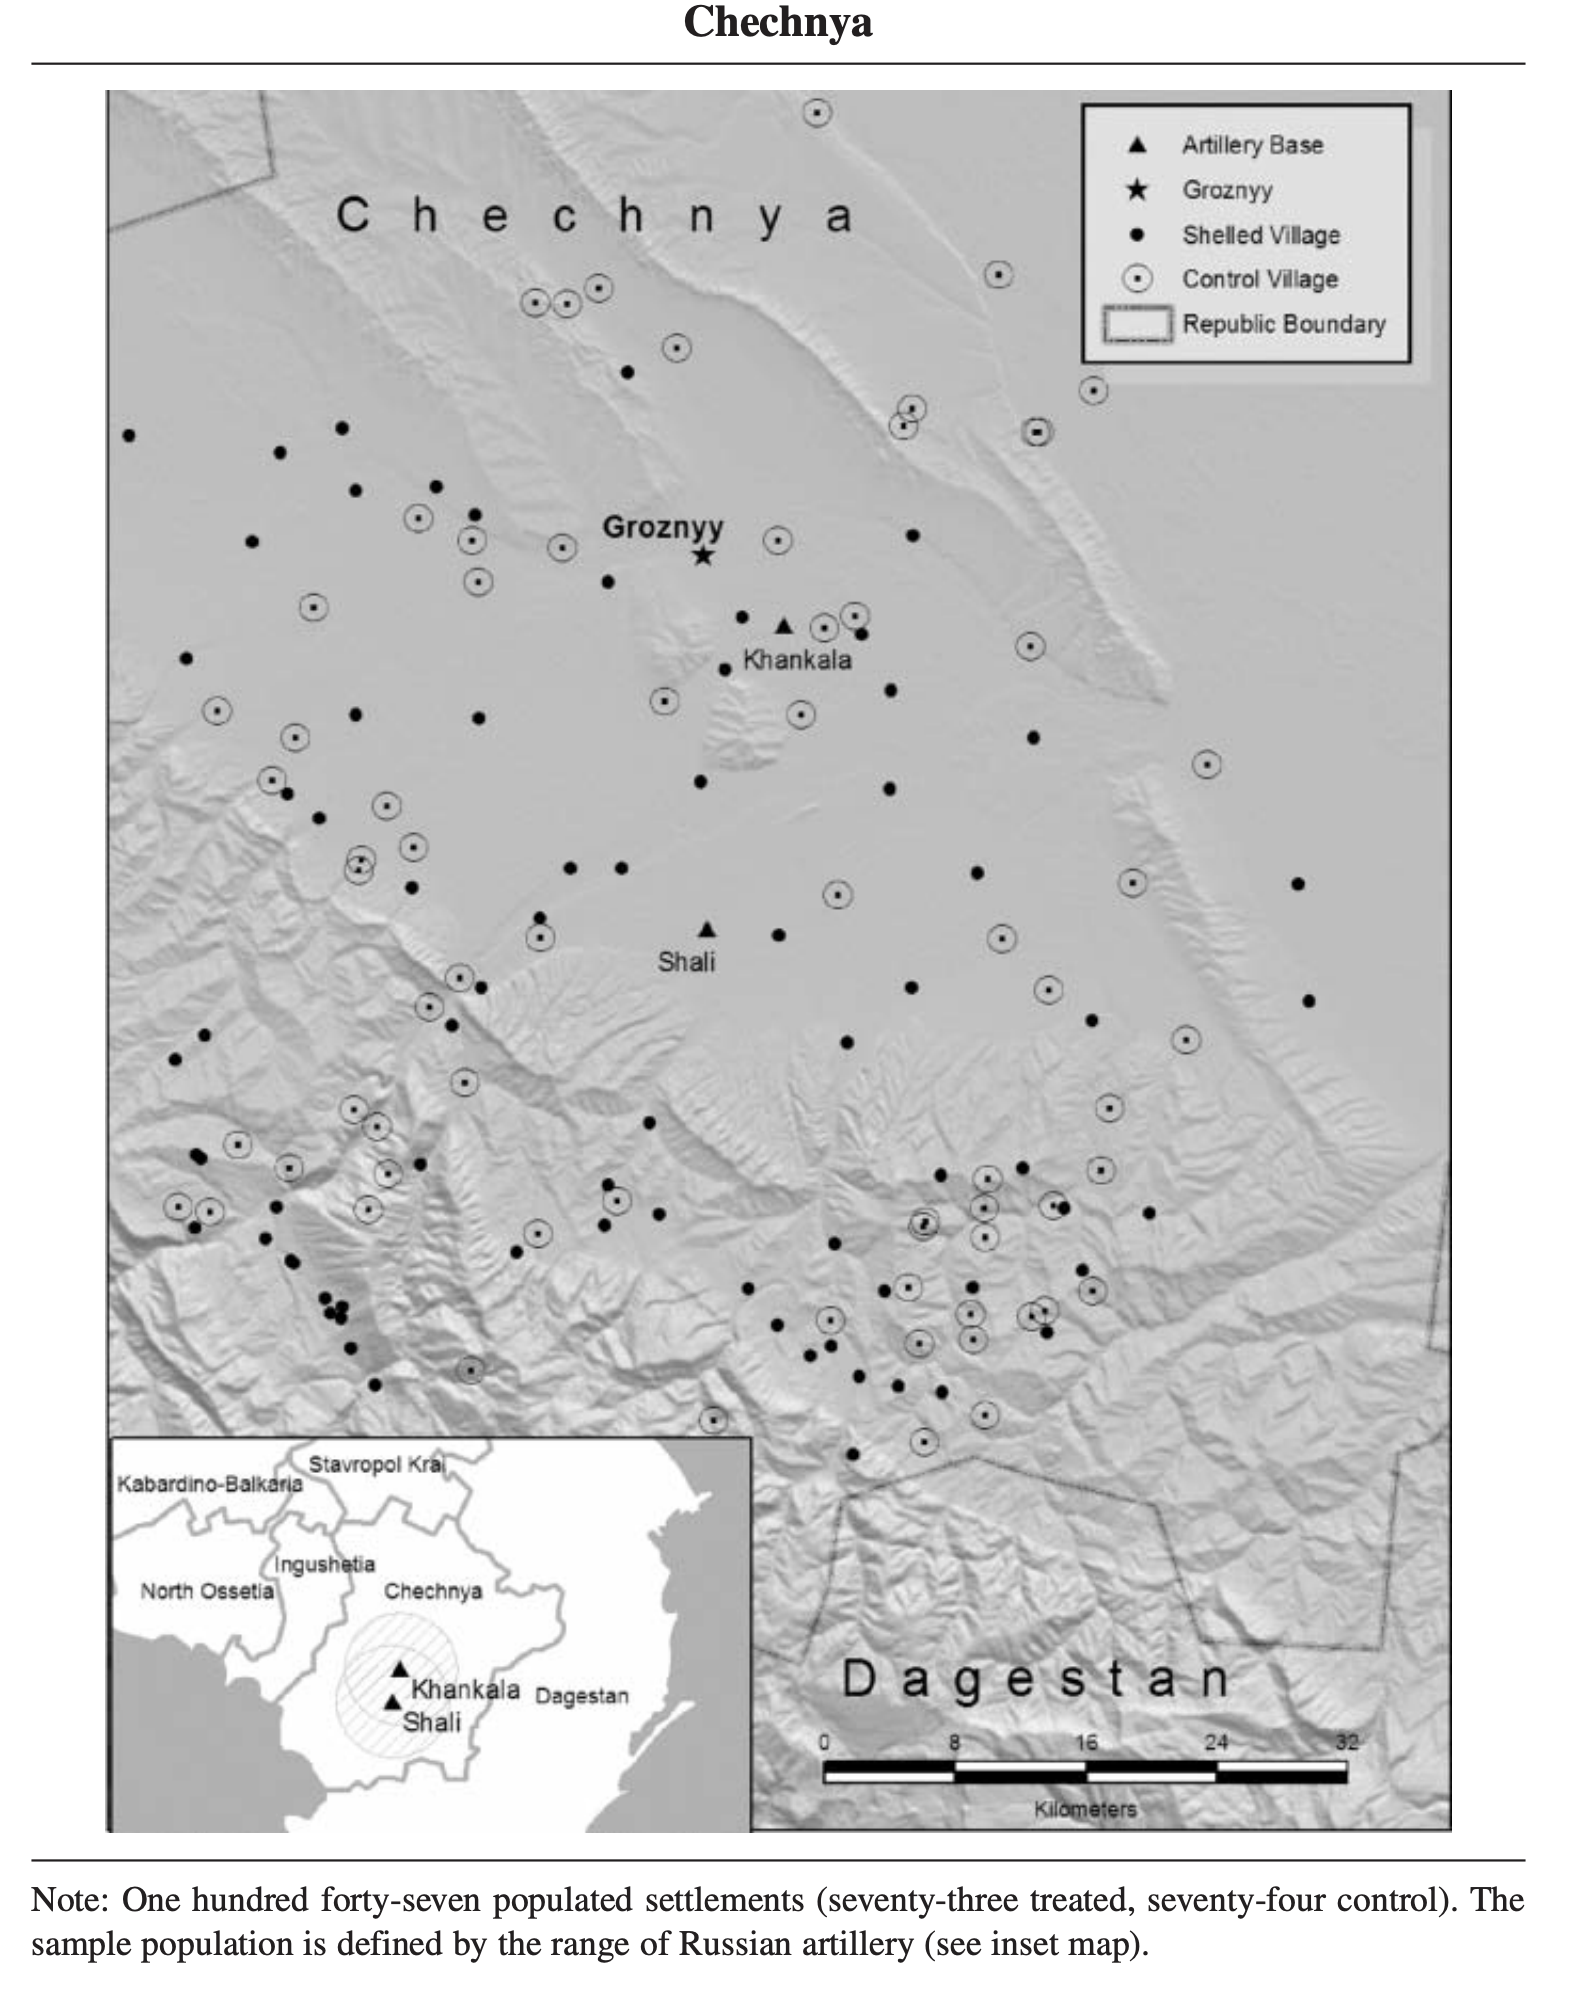 Chechnya
Chechnya
Artillery Base
Groznyy
Shelled Village
Control Village
Republic Boundary
Groznyy
Khankala
Shali
Stavropol Krai
Kabardino-Balkaria
Ingushetia
North Ossetia
Chechnya
Khankala
Dagestan
Shali
Dagestan
0 8 16 24 32
Kilometers
Note: One hundred forty-seven populated settlements (seventy-three treated, seventy-four control). The
sample population is defined by the range of Russian artillery (see inset map).